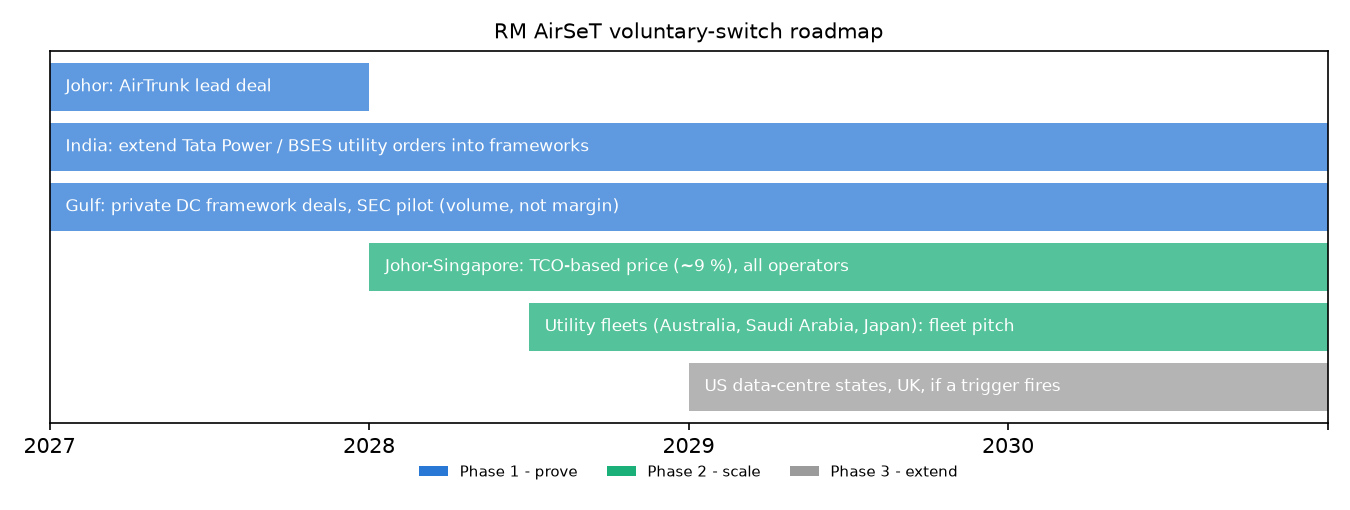 RM AirSeT voluntary-switch roadmap
Johor: AirTrunk lead deal
India: extend Tata Power / BSES utility orders into frameworks
Gulf: private DC framework deals, SEC pilot (volume, not margin)
Johor-Singapore: TCO-based price (~9 %), all operators
Utility fleets (Australia, Saudi Arabia, Japan): fleet pitch
US data-centre states, UK, if a trigger fires
2027 2028 2029 2030
Phase 1 - prove Phase 2 - scale Phase 3 - extend